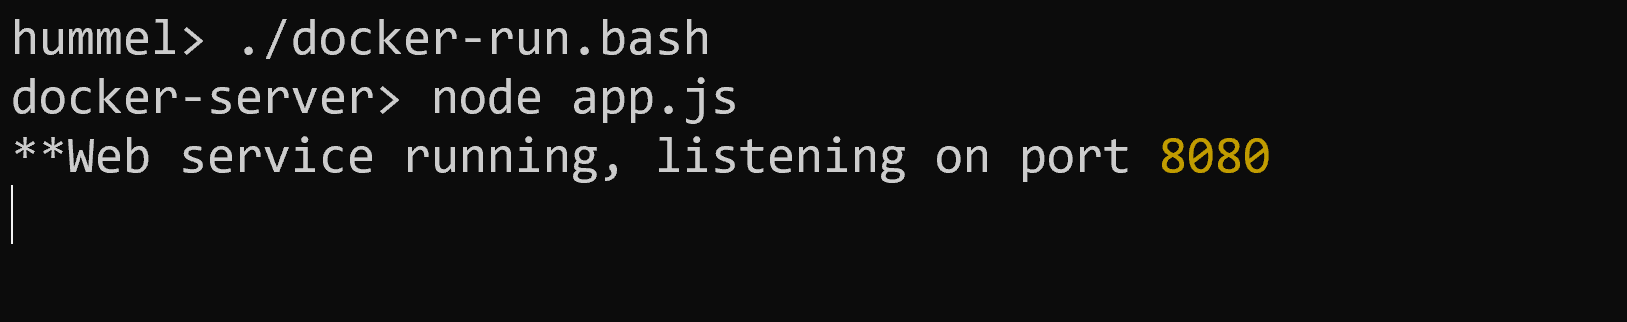 hummel> ./docker-run.bash
docker-server> node app.js
**Web service running, listening on port 8080